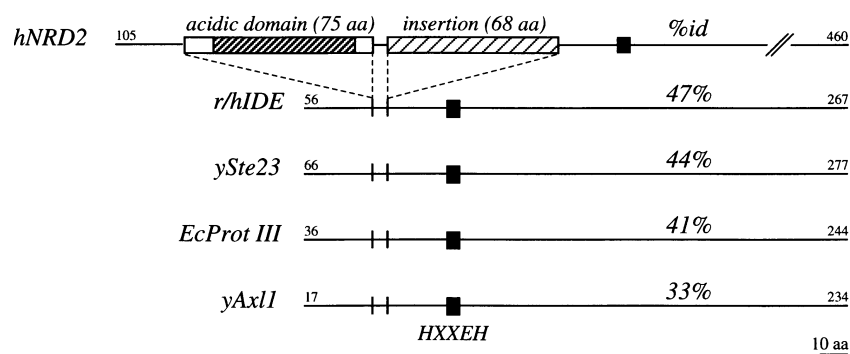 acidic domain (75 aa) insertion (68 aa) %id
hNRD2 105 460
r/hIDE 56 47% 267
ySte23 66 44% 277
EcProt III 36 41% 244
yAxl1 17 33% 234
HXXEH
10 aa